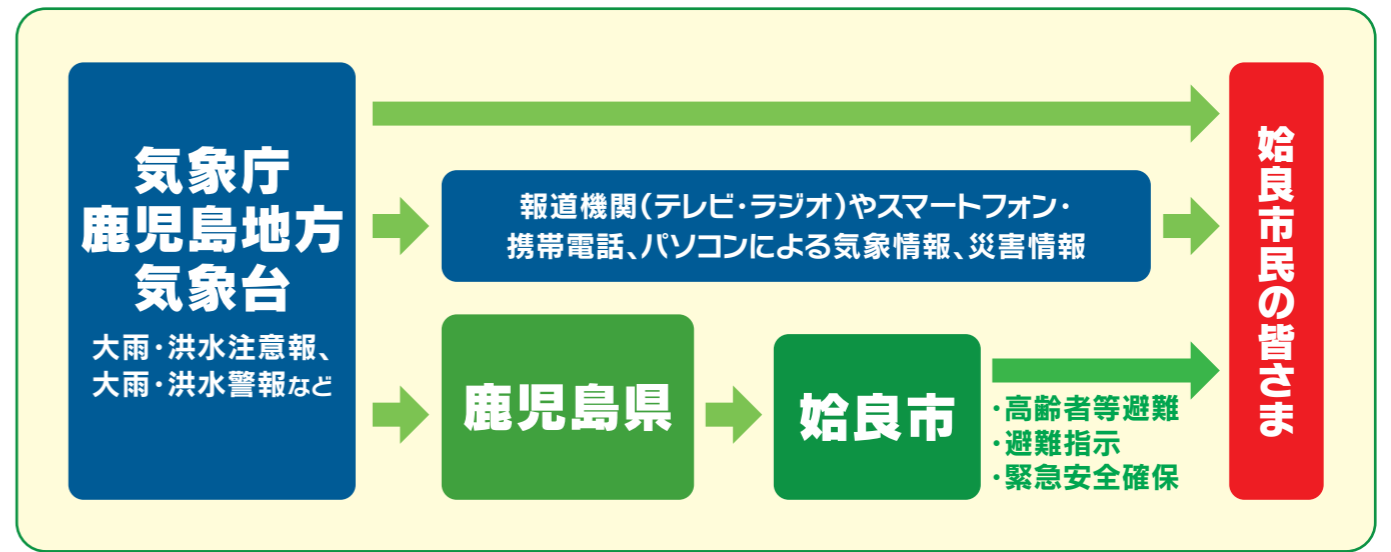 気象庁
鹿児島地方
気象台
大雨・洪水注意報、
大雨・洪水警報など
報道機関（テレビ・ラジオ）やスマートフォン・
携帯電話、パソコンによる気象情報、災害情報
鹿児島県
姶良市
・高齢者等避難
・避難指示
・緊急安全確保
姶良市民の皆さま